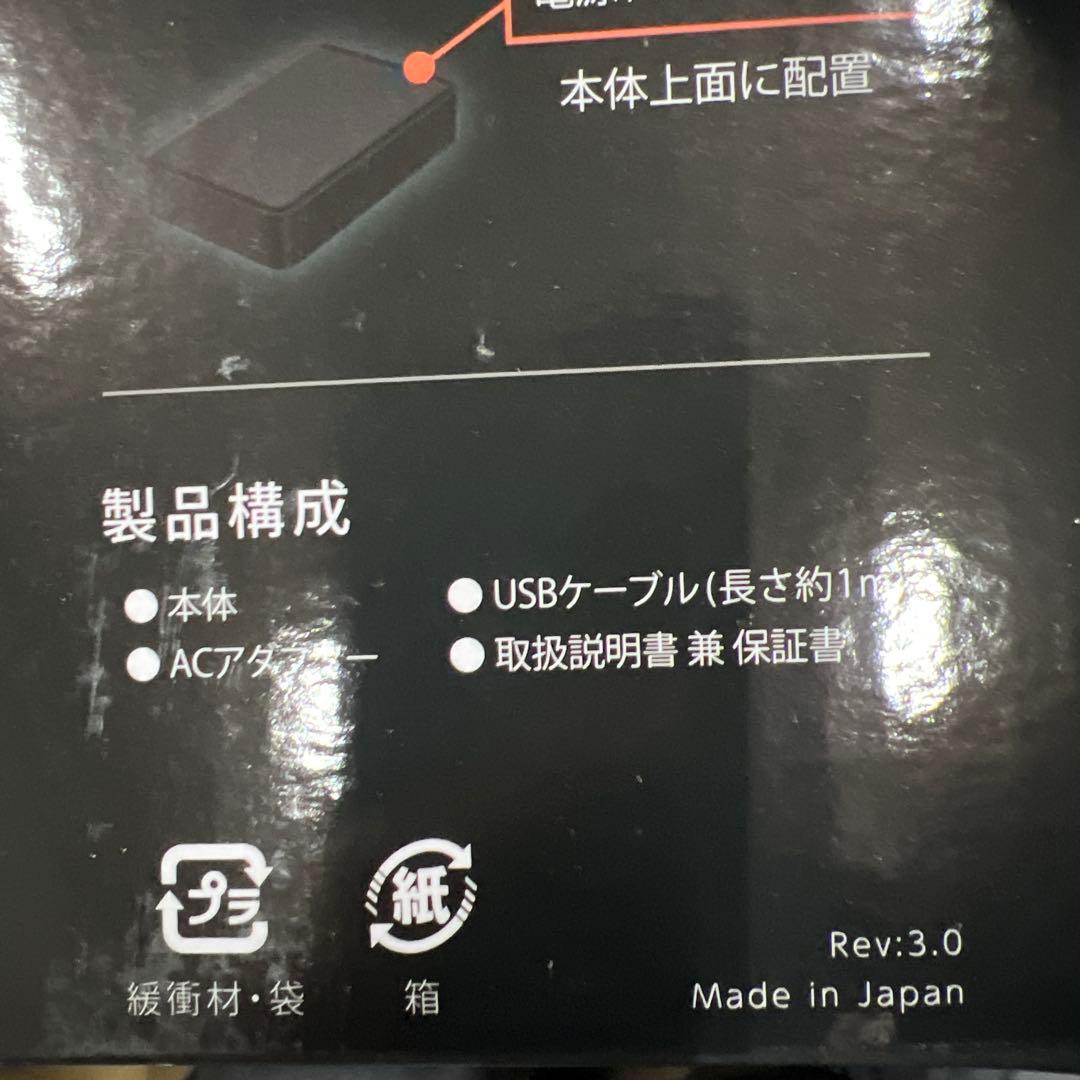 本体上面に配置
製品構成
●本体
●USBケーブル(長さ約1m
●ACアダプター
●取扱説明書 兼 保証書
プラ
紙
緩衝材・袋
箱
Rev:3.0
Made in Japan